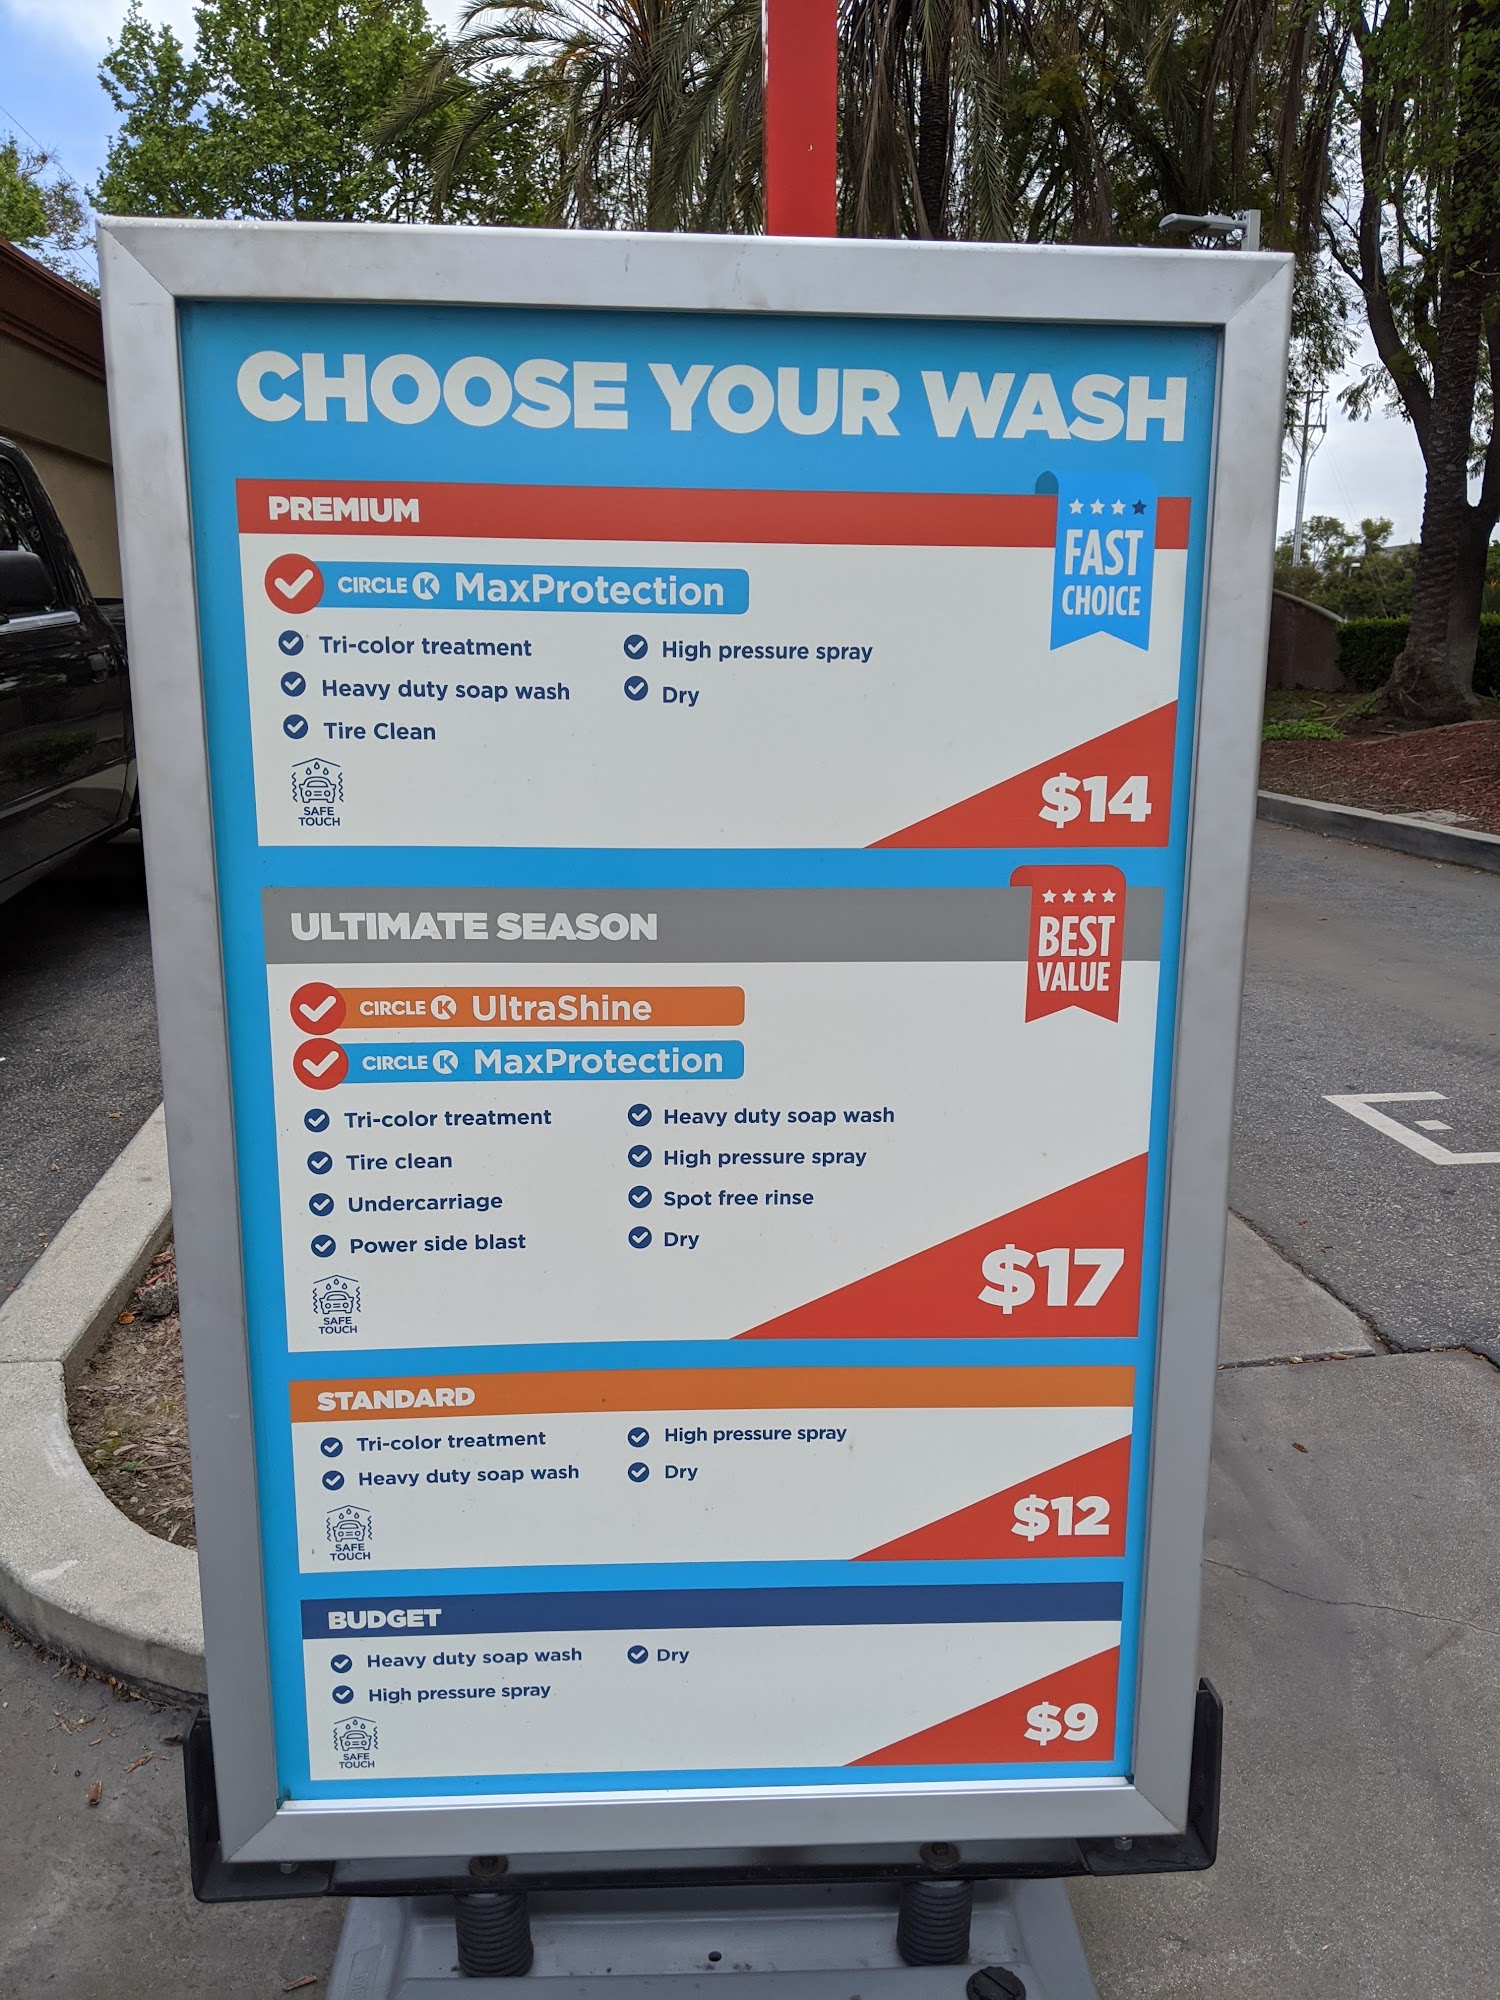 CHOOSE YOUR WASH
PREMIUM
FAST
CHOICE
CIRCLE K MaxProtection
Tri-color treatment
Heavy duty soap wash
Tire Clean
High pressure spray
Dry
SAFE
TOUCH
$14
ULTIMATE SEASON
BEST
VALUE
CIRCLE K UltraShine
CIRCLE K MaxProtection
Tri-color treatment
Tire clean
Undercarriage
Power side blast
Heavy duty soap wash
High pressure spray
Spot free rinse
Dry
SAFE
TOUCH
$17
STANDARD
Tri-color treatment
Heavy duty soap wash
High pressure spray
Dry
SAFE
TOUCH
$12
BUDGET
Heavy duty soap wash
High pressure spray
Dry
SAFE
TOUCH
$9